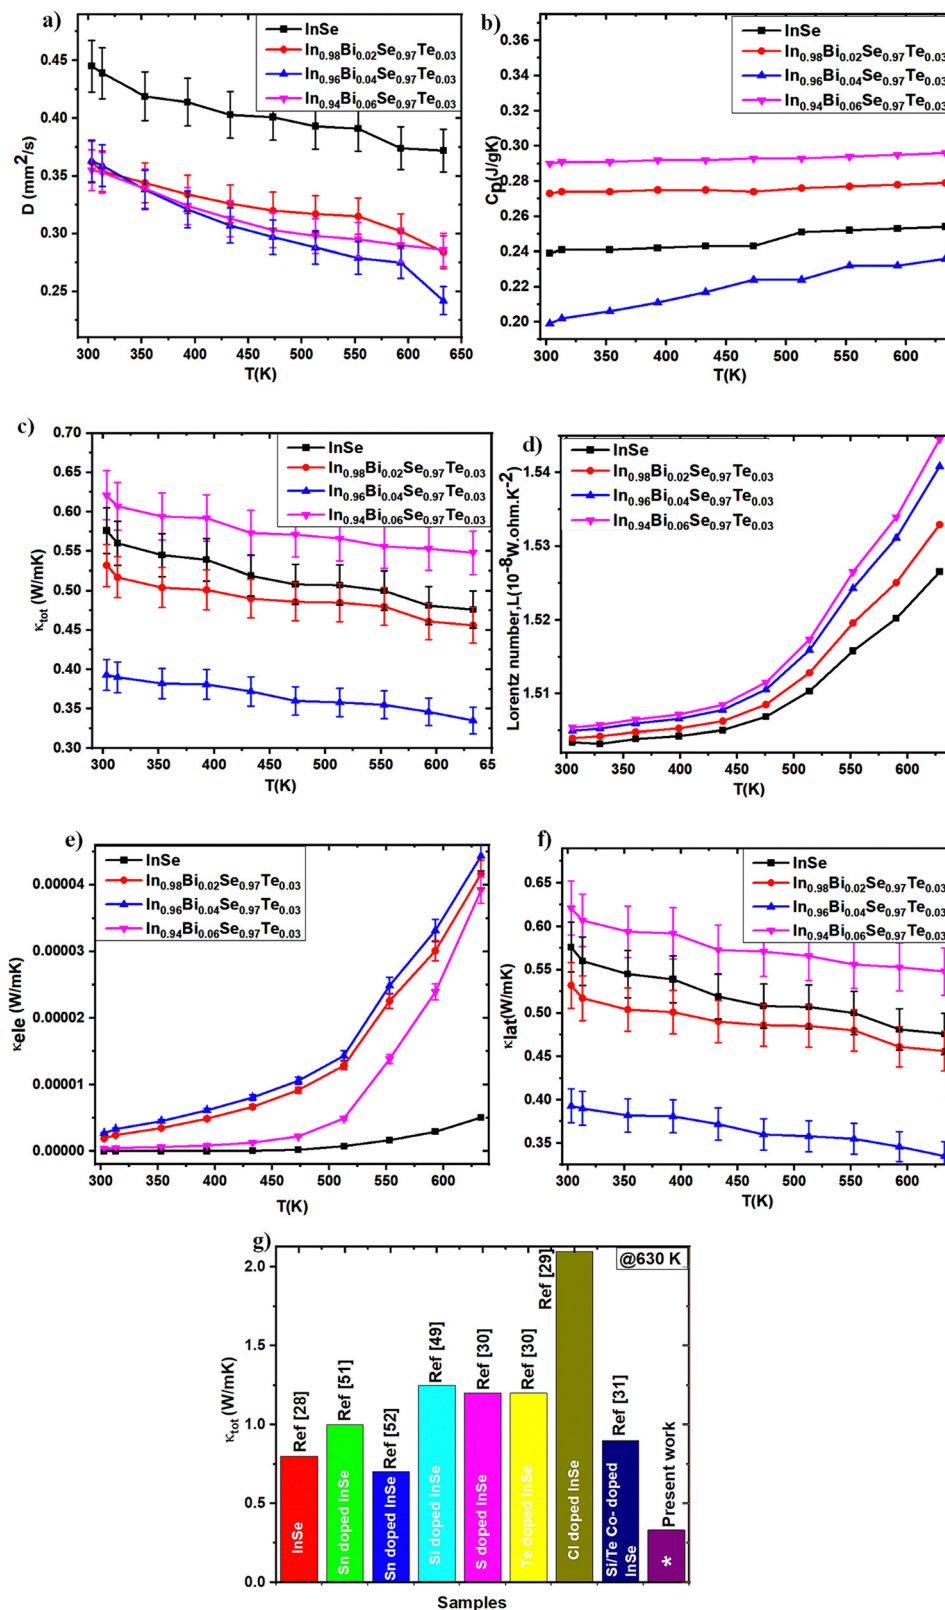 a)
InSe
In0.98Bi0.02Se0.97Te0.03
In0.96Bi0.04Se0.97Te0.03
In0.94Bi0.06Se0.97Te0.03
D (mm2/s)
0.45
0.40
0.35
0.30
0.25
300 350 400 450 500 550 600 650
T(K)
b)
InSe
In0.98Bi0.02Se0.97Te0.03
In0.96Bi0.04Se0.97Te0.03
In0.94Bi0.06Se0.97Te0.03
Cp(J/gK)
0.36
0.34
0.32
0.30
0.28
0.26
0.24
0.22
0.20
300 350 400 450 500 550 600
T(K)
c)
InSe
In0.98Bi0.02Se0.97Te0.03
In0.96Bi0.04Se0.97Te0.03
In0.94Bi0.06Se0.97Te0.03
κtot (W/mK)
0.70
0.65
0.60
0.55
0.50
0.45
0.40
0.35
0.30
300 350 400 450 500 550 600 65
T(K)
d)
InSe
In0.98Bi0.02Se0.97Te0.03
In0.96Bi0.04Se0.97Te0.03
In0.94Bi0.06Se0.97Te0.03
Lorentz number,L(10-8W.ohm.K-2)
1.54
1.53
1.52
1.51
300 350 400 450 500 550 600
T(K)
e)
InSe
In0.98Bi0.02Se0.97Te0.03
In0.96Bi0.04Se0.97Te0.03
In0.94Bi0.06Se0.97Te0.03
κele (W/mK)
0.00004
0.00003
0.00002
0.00001
0.00000
300 350 400 450 500 550 600
T(K)
f)
InSe
In0.98Bi0.02Se0.97Te0.03
In0.96Bi0.04Se0.97Te0.03
In0.94Bi0.06Se0.97Te0.03
κlat(W/mK)
0.65
0.60
0.55
0.50
0.45
0.40
0.35
300 350 400 450 500 550 600
T(K)
g)
@630 K
κtot (W/mK)
2.0
1.5
1.0
0.5
0.0
Ref [28]
InSe
Ref [51]
Sn doped InSe
Ref [52]
Sn doped InSe
Ref [49]
Si doped InSe
Ref [30]
S doped InSe
Ref [30]
Te doped InSe
Ref [29]
Cl doped InSe
Ref [31]
Si/Te Co- doped
InSe
Present work
*
Samples